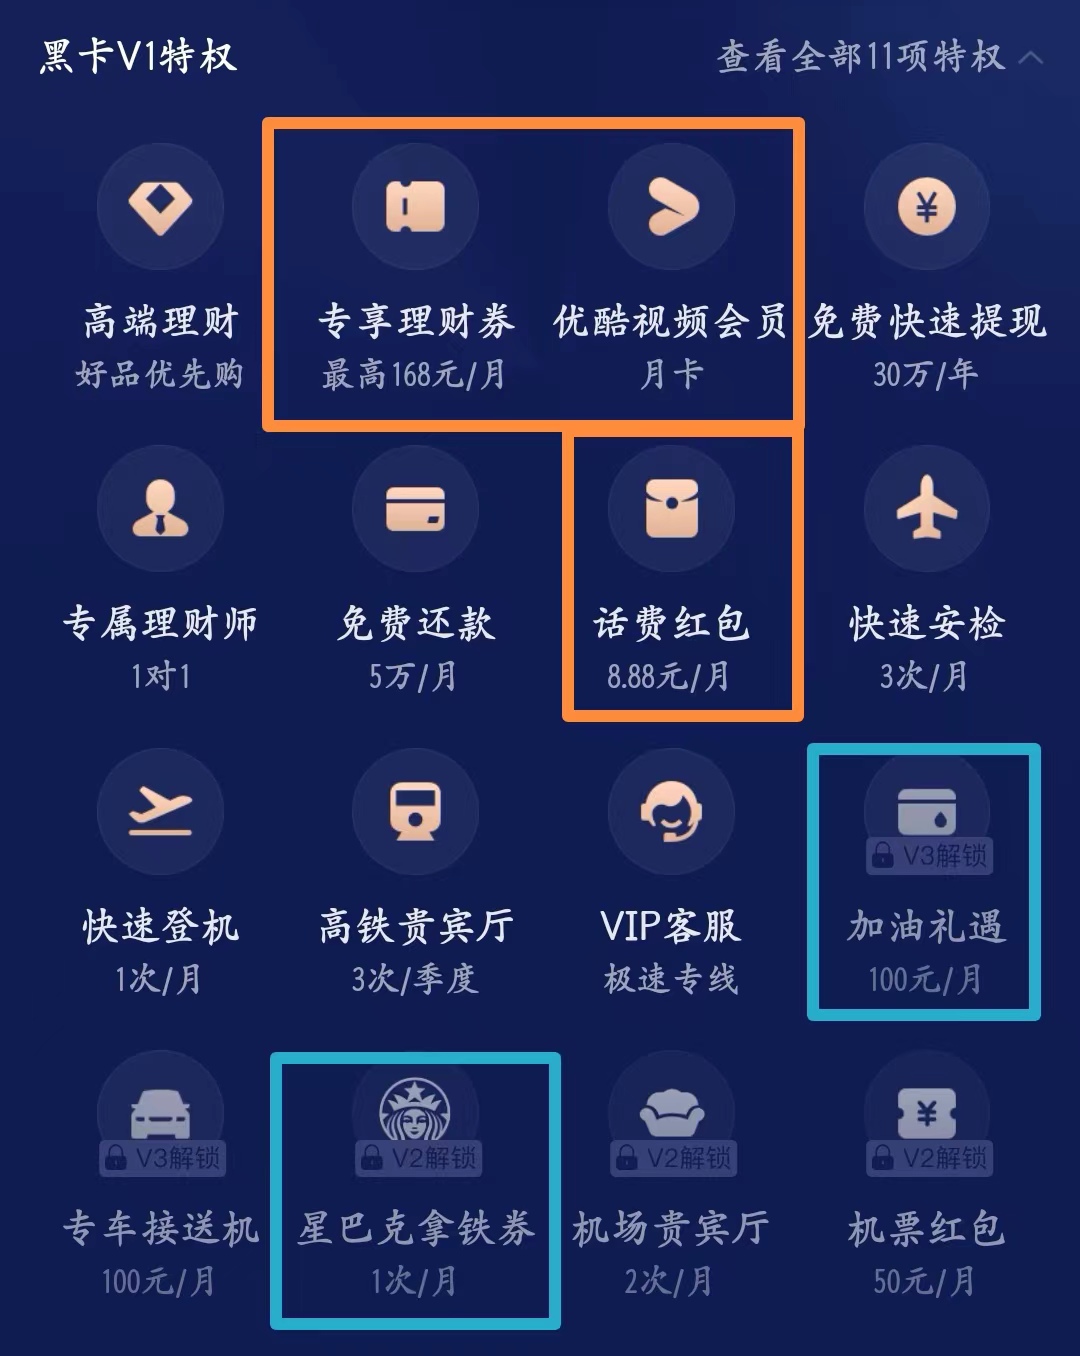 黑卡V1特权
查看全部11项特权
高端理财
专享理财券
优酷视频会员
免费快速提现
好品优先购
最高168元/月
月卡
30万/年
专属理财师
免费还款
话费红包
快速安检
1对1
5万/月
8.88元/月
3次/月
V3解锁
快速登机
高铁贵宾厅
VIP客服
加油礼遇
1次/月
3次/季度
极速专线
100元/月
V3解锁
V2解锁
V2解锁
V2解锁
专车接送机
星巴克拿铁券
机场贵宾厅
机票红包
100元/月
1次/月
2次/月
50元/月